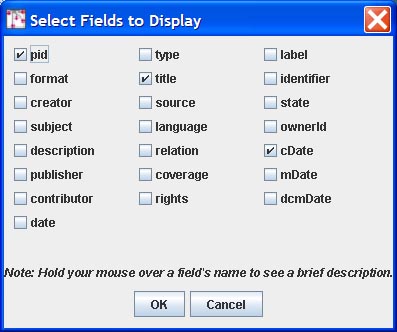 Select Fields to Display
pid type label
format title identifier
creator source state
subject language ownerId
description relation cDate
publisher coverage mDate
contributor rights dcmDate
date
Note: Hold your mouse over a field's name to see a brief description.
OK Cancel